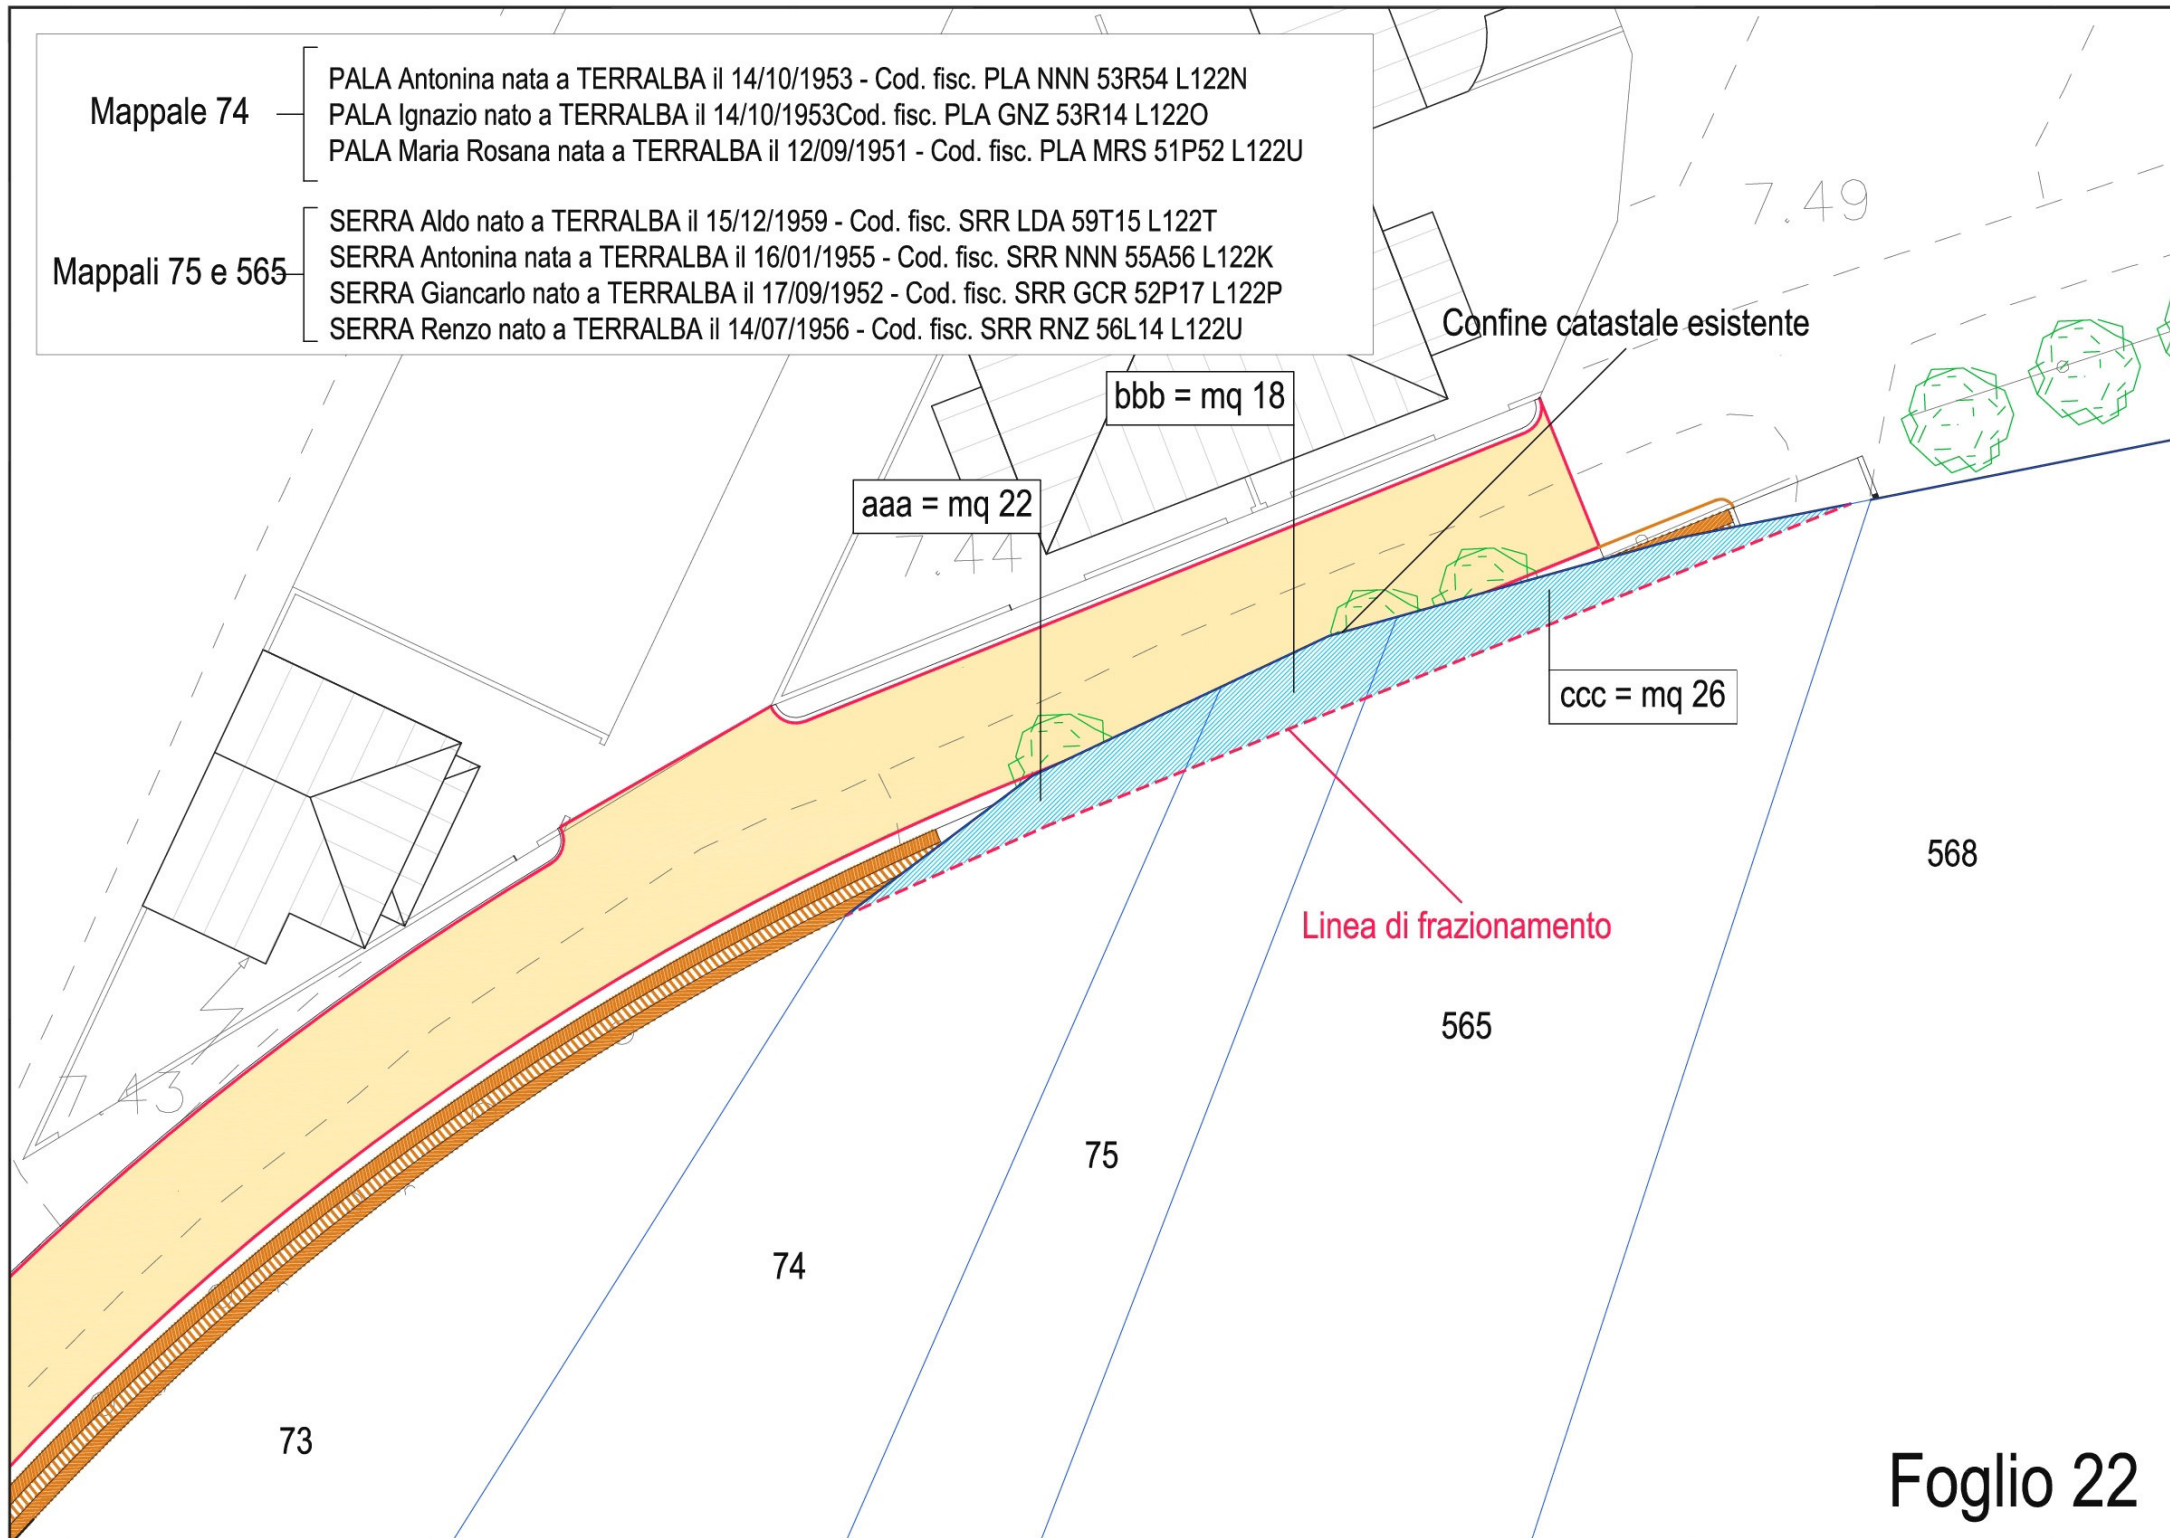 Mappale 74
PALA Antonina nata a TERRALBA il 14/10/1953 - Cod. fisc. PLA NNN 53R54 L122N
PALA Ignazio nato a TERRALBA il 14/10/1953Cod. fisc. PLA GNZ 53R14 L122O
PALA Maria Rosana nata a TERRALBA il 12/09/1951 - Cod. fisc. PLA MRS 51P52 L122U
Mappali 75 e 565
SERRA Aldo nato a TERRALBA il 15/12/1959 - Cod. fisc. SRR LDA 59T15 L122T
SERRA Antonina nata a TERRALBA il 16/01/1955 - Cod. fisc. SRR NNN 55A56 L122K
SERRA Giancarlo nato a TERRALBA il 17/09/1952 - Cod. fisc. SRR GCR 52P17 L122P
SERRA Renzo nato a TERRALBA il 14/07/1956 - Cod. fisc. SRR RNZ 56L14 L122U
7.49
Confine catastale esistente
bbb = mq 18
aaa = mq 22
7.44
ccc = mq 26
568
Linea di frazionamento
565
7.43
75
74
73
Foglio 22